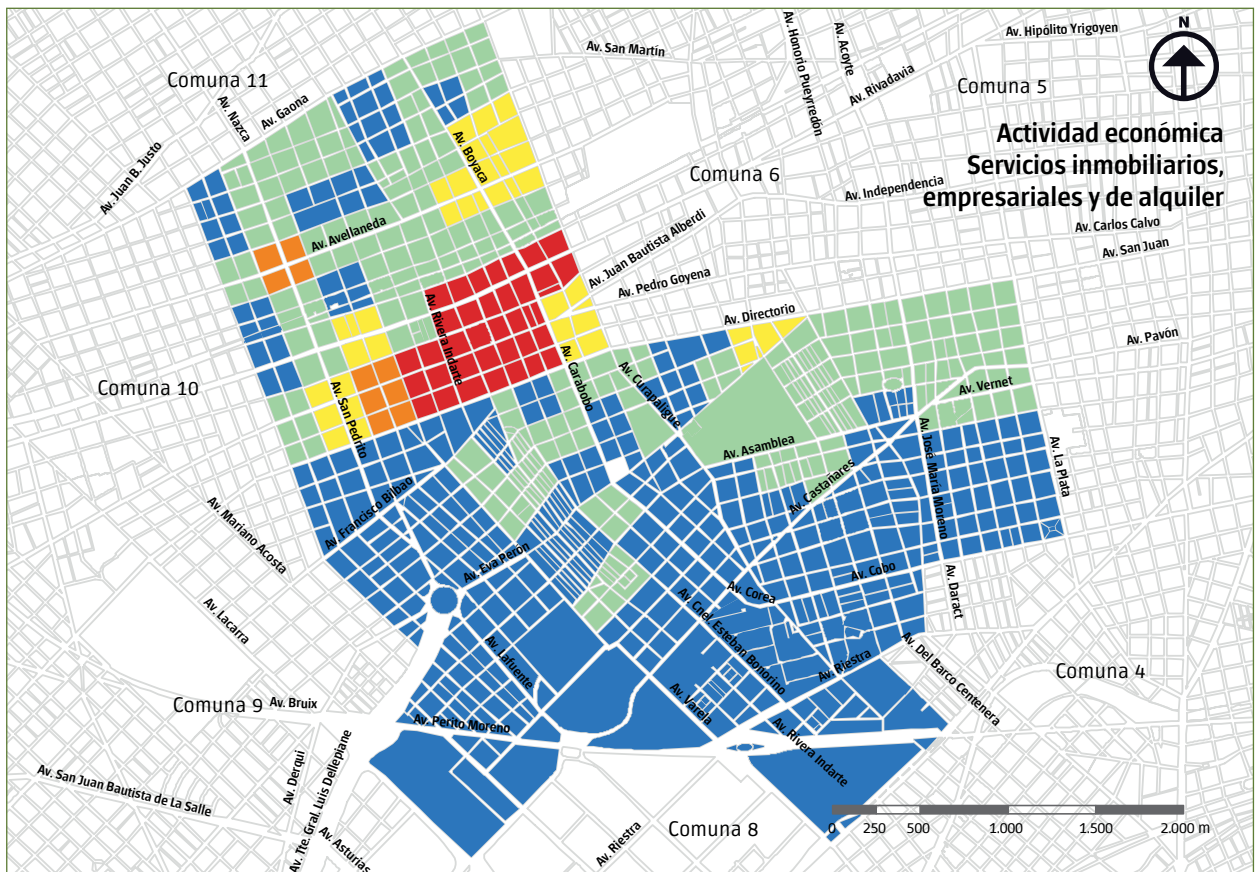 N
Actividad económica
Servicios inmobiliarios,
empresariales y de alquiler
Comuna 11
Av. San Martín
Av. Honorio Pueyrredón
Av. Acoyte
Av. Hipólito Yrigoyen
Av. Rivadavia
Comuna 5
Av. Nazca
Av. Gaona
Av. Juan B. Justo
Av. Boyaca
Comuna 6
Av. Independencia
Av. Carlos Calvo
Av. San Juan
Av. Avellaneda
Av. Juan Bautista Alberdi
Av. Pedro Goyena
Av. Directorio
Av. Rivera Indarte
Av. Pavón
Comuna 10
Av. San Pedrito
Av. Carabobo
Av. Curapaligue
Av. Vernet
Av. Asamblea
Av. José María Moreno
Av. La Plata
Av. Castañares
Av. Francisco Bilbao
Av. Mariano Acosta
Av. Eva Peron
Av. Cobo
Av. Corea
Av. Daract
Av. Lacarra
Av. Cnel. Esteban Bonorino
Av. Lafuente
Av. Riestra
Av. Del Barco Centenera
Comuna 4
Comuna 9
Av. Bruix
Av. Perito Moreno
Av. Varela
Av. Rivera Indarte
Av. Derqui
Av. Tte. Gral. Luis Dellepiane
Av. San Juan Bautista de La Salle
Av. Asturias
Av. Riestra
Comuna 8
0 250 500 1.000 1.500 2.000 m